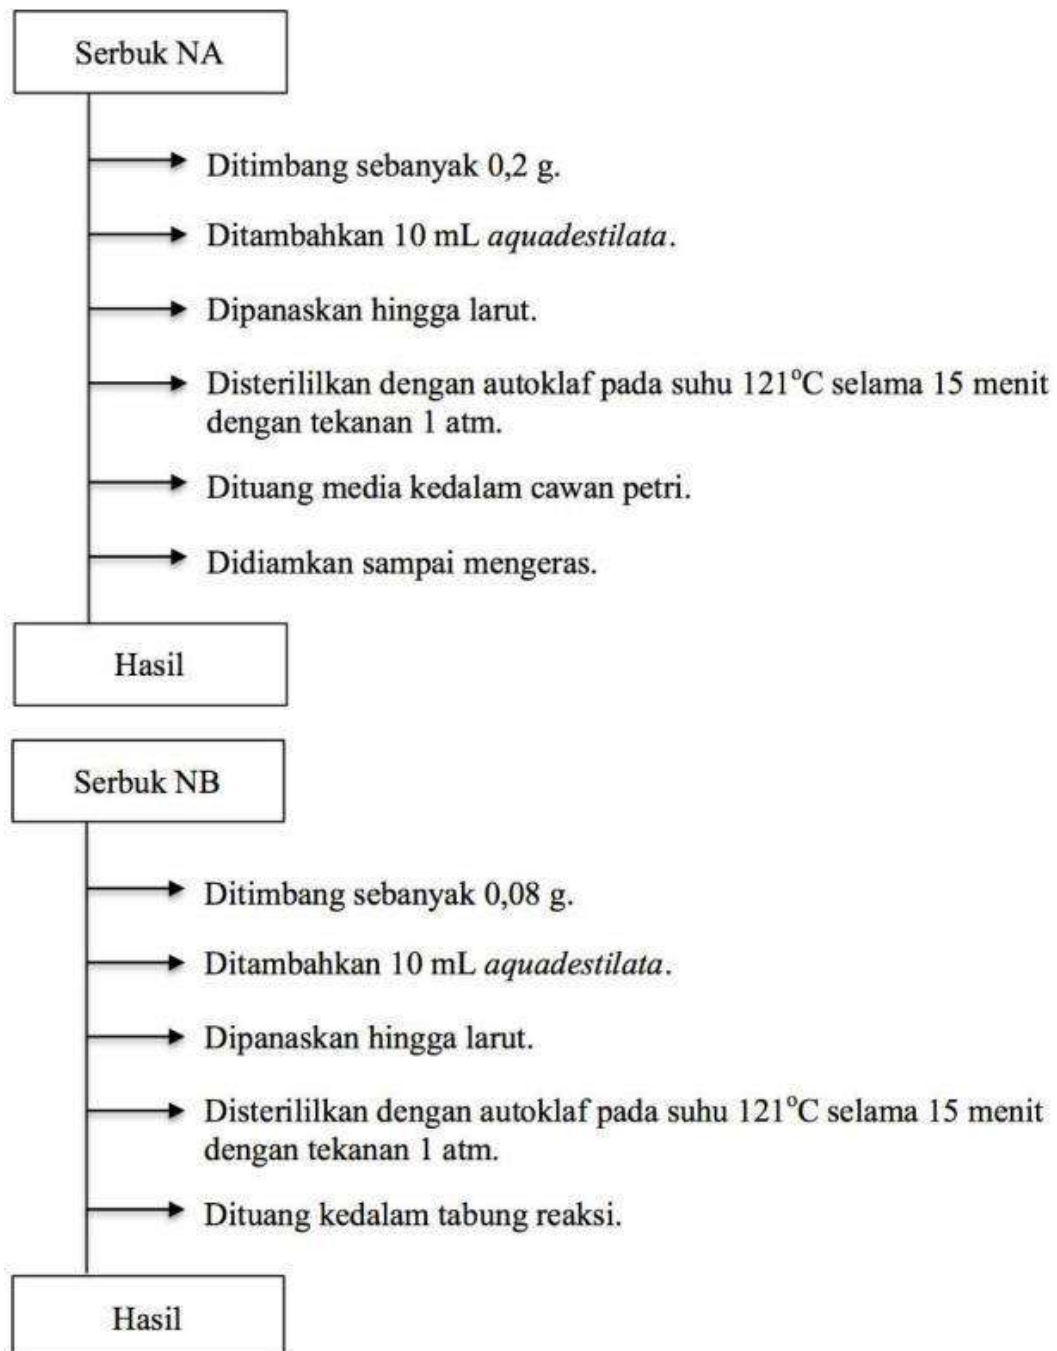 Serbuk NA
Ditimbang sebanyak 0,2 g.
Ditambahkan 10 mL aquadestilata.
Dipanaskan hingga larut.
Disterililkan dengan autoklaf pada suhu 121°C selama 15 menit
dengan tekanan 1 atm.
Dituang media kedalam cawan petri.
Didiamkan sampai mengeras.
Hasil
Serbuk NB
Ditimbang sebanyak 0,08 g.
Ditambahkan 10 mL aquadestilata.
Dipanaskan hingga larut.
Disterililkan dengan autoklaf pada suhu 121°C selama 15 menit
dengan tekanan 1 atm.
Dituang kedalam tabung reaksi.
Hasil